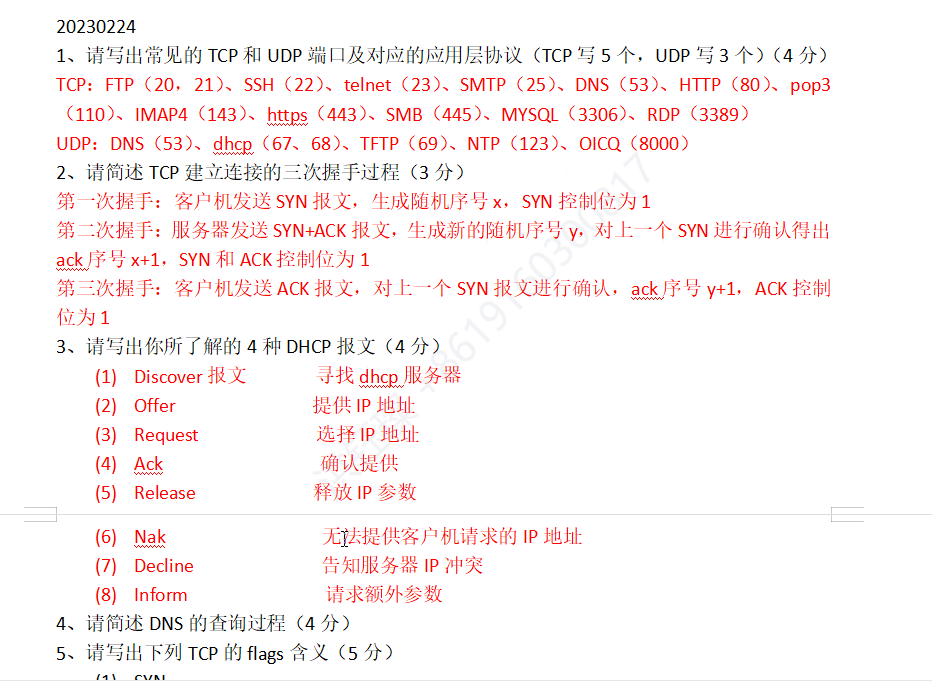 20230224
1、请写出常见的 TCP 和 UDP 端口及对应的应用层协议（TCP 写 5 个，UDP 写 3 个）（4 分）
TCP：FTP（20，21）、SSH（22）、telnet（23）、SMTP（25）、DNS（53）、HTTP（80）、pop3
（110）、IMAP4（143）、https（443）、SMB（445）、MYSQL（3306）、RDP（3389）
UDP：DNS（53）、dhcp（67、68）、TFTP（69）、NTP（123）、OICQ（8000）
2、请简述 TCP 建立连接的三次握手过程（3 分）
第一次握手：客户机发送 SYN 报文，生成随机序号 x，SYN 控制位为 1
第二次握手：服务器发送 SYN+ACK 报文，生成新的随机序号 y，对上一个 SYN 进行确认得出
ack 序号 x+1，SYN 和 ACK 控制位为 1
第三次握手：客户机发送 ACK 报文，对上一个 SYN 报文进行确认，ack 序号 y+1，ACK 控制
位为 1
3、请写出你所了解的 4 种 DHCP 报文（4 分）
(1) Discover 报文 寻找 dhcp 服务器
(2) Offer 提供 IP 地址
(3) Request 选择 IP 地址
(4) Ack 确认提供
(5) Release 释放 IP 参数
(6) Nak 无法提供客户机请求的 IP 地址
(7) Decline 告知服务器 IP 冲突
(8) Inform 请求额外参数
4、请简述 DNS 的查询过程（4 分）
5、请写出下列 TCP 的 flags 含义（5 分）
(1) SYN